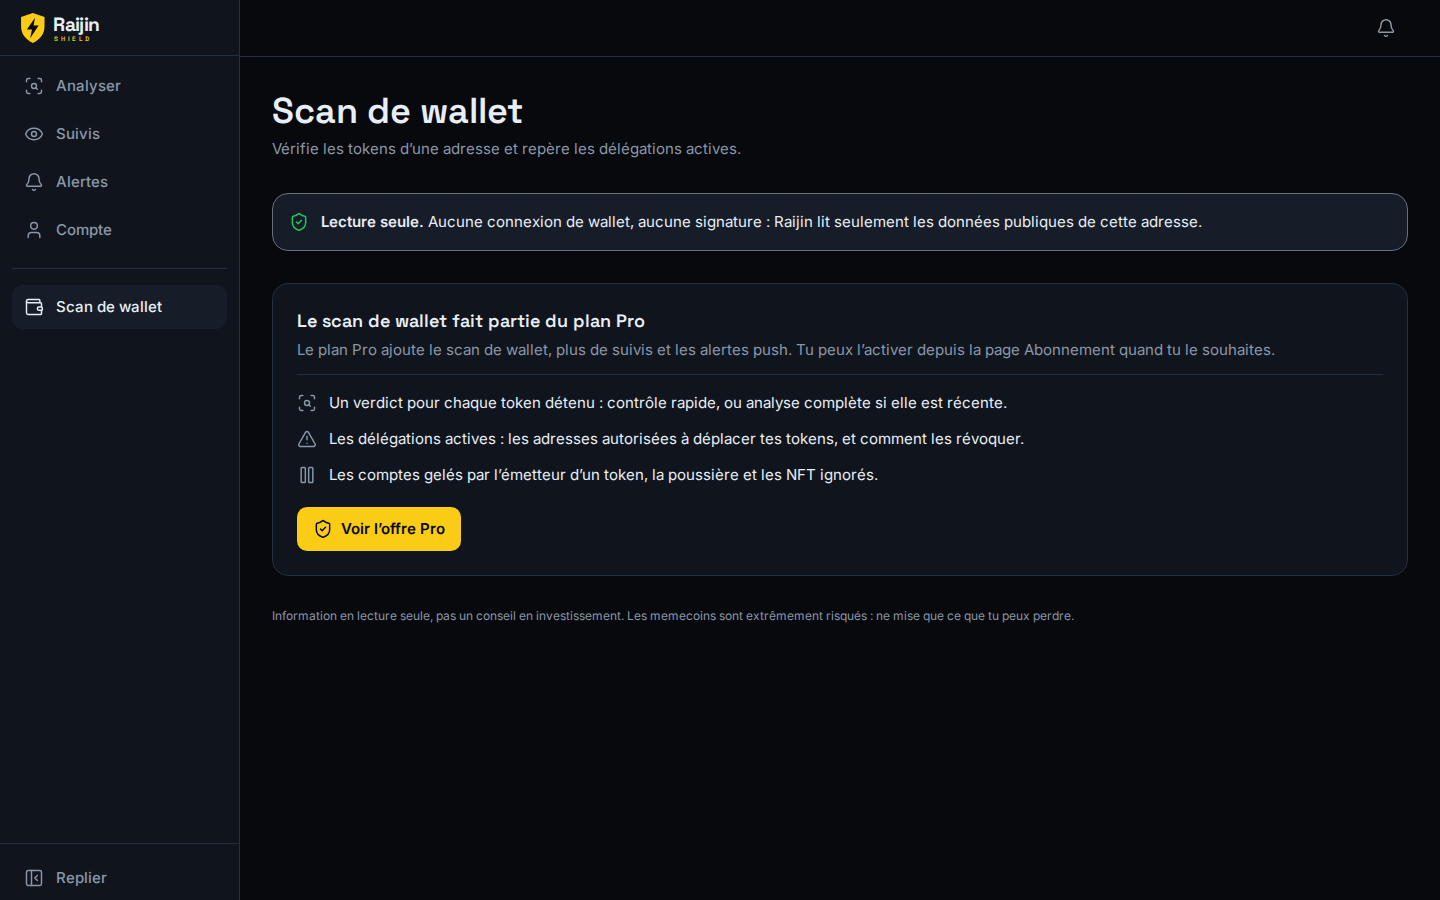 Raijin
SHIELD
Analyser
Suivis
Alertes
Compte
Scan de wallet
Replier
Scan de wallet
Vérifie les tokens d’une adresse et repère les délégations actives.
Lecture seule. Aucune connexion de wallet, aucune signature : Raijin lit seulement les données publiques de cette adresse.
Le scan de wallet fait partie du plan Pro
Le plan Pro ajoute le scan de wallet, plus de suivis et les alertes push. Tu peux l’activer depuis la page Abonnement quand tu le souhaites.
Un verdict pour chaque token détenu : contrôle rapide, ou analyse complète si elle est récente.
Les délégations actives : les adresses autorisées à déplacer tes tokens, et comment les révoquer.
Les comptes gelés par l’émetteur d’un token, la poussière et les NFT ignorés.
Voir l’offre Pro
Information en lecture seule, pas un conseil en investissement. Les memecoins sont extrêmement risqués : ne mise que ce que tu peux perdre.